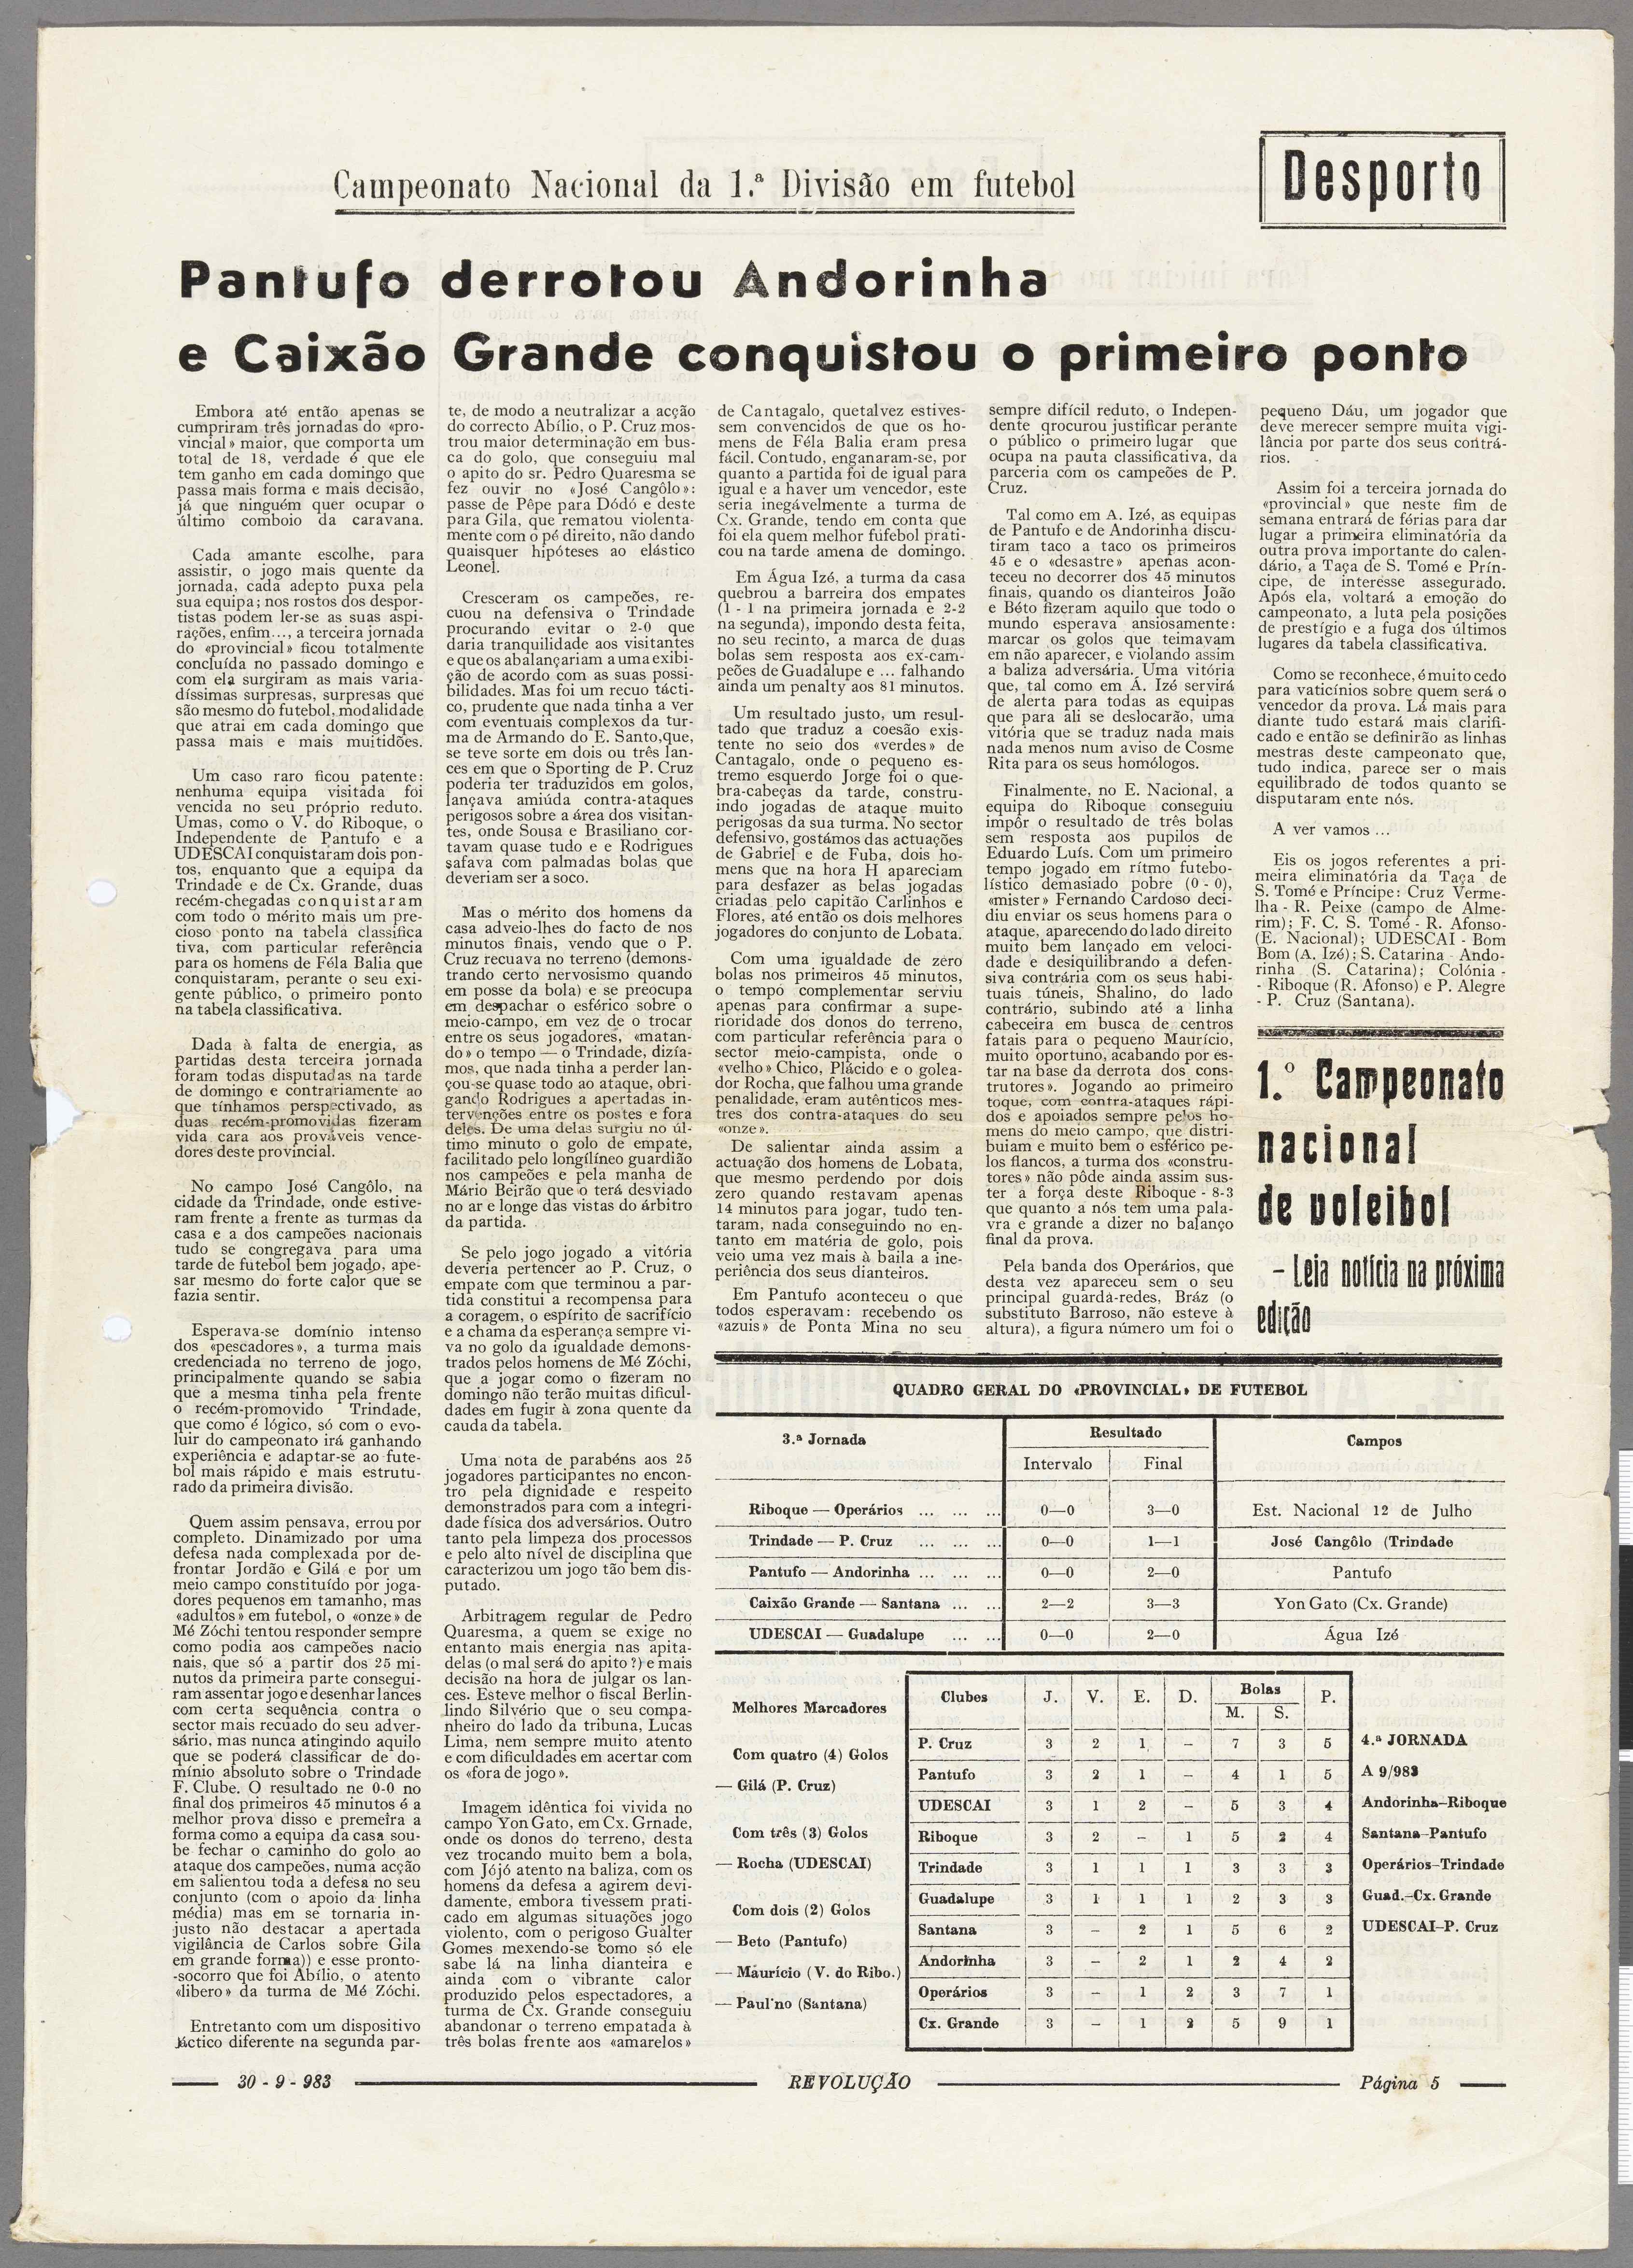 Desporto
Campeonato Nacional da 1.ª Divisão em futebol
Pantufo derrotou Andorinha
e Caixão Grande conquistou o primeiro ponto
Embora até então apenas se
cumpriram três jornadas do «pro-
vincial» maior, que comporta um
total de 18, verdade é que ele
tem ganho em cada domingo que
passa mais forma e mais decisão,
já que ninguém quer ocupar o
último comboio da caravana.
Cada amante escolhe, para
assistir, o jogo mais quente da
jornada, cada adepto puxa pela
sua equipa; nos rostos dos despor-
tistas podem ler-se as suas aspi-
rações, enfim..., a terceira jornada
do «provincial» ficou totalmente
concluída no passado domingo e
com ela surgiram as mais varia-
díssimas surpresas, surpresas que
são mesmo do futebol, modalidade
que atrai em cada domingo que
passa mais e mais muitidões.
Um caso raro ficou patente:
nenhuma equipa visitada foi
vencida no seu próprio reduto.
Umas, como o V. do Riboque, o
Independente de Pantufo e a
UDESCAI conquistaram dois pon-
tos, enquanto que a equipa da
Trindade e de Cx. Grande, duas
recém-chegadas conquistaram
com todo o mérito mais um pre-
cioso ponto na tabela classifica
tiva, com particular referência
para os homens de Féla Balia que
conquistaram, perante o seu exi-
gente público, o primeiro ponto
na tabela classificativa.
Dada à falta de energia, as
partidas desta terceira jornada
foram todas disputadas na tarde
de domingo e contrariamente ao
que tínhamos perspectivado, as
duas recém-promovidas fizeram
vida cara aos prováveis vence-
dores deste provincial.
No campo José Cangôlo, na
cidade da Trindade, onde estive-
ram frente a frente as turmas da
casa e a dos campeões nacionais
tudo se congregava para uma
tarde de futebol bem jogado, ape-
sar mesmo do forte calor que se
fazia sentir.
Esperava-se domínio intenso
dos «pescadores», a turma mais
credenciada no terreno de jogo,
principalmente quando se sabia
que a mesma tinha pela frente
o recém-promovido Trindade,
que como é lógico, só com o evo-
luir do campeonato irá ganhando
experiência e adaptar-se ao fute-
bol mais rápido e mais estrutu-
rado da primeira divisão.
Quem assim pensava, errou por
completo. Dinamizado por uma
defesa nada complexada por de-
frontar Jordão e Gilá e por um
meio campo constituído por joga-
dores pequenos em tamanho, mas
«adultos» em futebol, o «onze» de
Mé Zóchi tentou responder sempre
como podia aos campeões nacio
nais, que só a partir dos 25 mi-
nutos da primeira parte consegui-
ram assentar jogo e desenhar lances
com certa sequência contra o
sector mais recuado do seu adver-
sário, mas nunca atingindo aquilo
que se poderá classificar de do-
mínio absoluto sobre o Trindade
F. Clube. O resultado ne 0-0 no
final dos primeiros 45 minutos é a
melhor prova disso e premeîra a
forma como a equipa da casa sou-
be fechar o caminho do golo ao
ataque dos campeões, numa acção
em salientou toda a defesa no seu
conjunto (com o apoio da linha
média) mas em se tornaria in-
justo não destacar a apertada
vigilância de Carlos sobre Gila
em grande forma)) e esse pronto-
-socorro que foi Abílio, o atento
«libero» da turma de Mé Zóchi.
Entretanto com um dispositivo
táctico diferente na segunda par-
te, de modo a neutralizar a acção
do correcto Abílio, o P. Cruz mos-
trou maior determinação em bus-
ca do golo, que conseguiu mal
o apito do sr. Pedro Quaresma se
fez ouvir no «José Cangôlo»:
passe de Pêpe para Dódó e deste
para Gila, que rematou violenta-
mente com o pé direito, não dando
quaisquer hipóteses ao elástico
Leonel.
Cresceram os campeões, re-
cuou na defensiva o Trindade
procurando evitar o 2-0 que
daria tranquilidade aos visitantes
e que os abalançariam a uma exibi-
ção de acordo com as suas possi-
bilidades. Mas foi um recuo tácti-
co, prudente que nada tinha a ver
com eventuais complexos da tur-
ma de Armando do E. Santo,que,
se teve sorte em dois ou três lan-
ces em que o Sporting de P. Cruz
poderia ter traduzidos em golos,
lançava amiúda contra-ataques
perigosos sobre a área dos visitan-
tes, onde Sousa e Brasiliano cor-
tavam quase tudo e e Rodrigues
safava com palmadas bolas que
deveriam ser a soco.
Mas o mérito dos homens da
casa adveio-lhes do facto de nos
minutos finais, vendo que o P.
Cruz recuava no terreno (demons-
trando certo nervosismo quando
em posse da bola) e se preocupa
em despachar o esférico sobre o
meio-campo, em vez de o trocar
entre os seus jogadores, «matan-
do» o tempo — o Trindade, dizía-
mos, que nada tinha a perder lan-
çou-se quase todo ao ataque, obri-
gando Rodrigues a apertadas in-
tervenções entre os postes e fora
deles. De uma delas surgiu no úl-
timo minuto o golo de empate,
facilitado pelo longilíneo guardião
nos campeões e pela manha de
Mário Beirão que o terá desviado
no ar e longe das vistas do árbitro
da partida.
Se pelo jogo jogado a vitória
deveria pertencer ao P. Cruz, o
empate com que terminou a par-
tida constitui a recompensa para
a coragem, o espírito de sacrifício
e a chama da esperança sempre vi-
va no golo da igualdade demons-
trados pelos homens de Mé Zóchi,
que a jogar como o fizeram no
domingo não terão muitas dificul-
dades em fugir à zona quente da
cauda da tabela.
Uma nota de parabéns aos 25
jogadores participantes no encon-
tro pela dignidade e respeito
demonstrados para com a integri-
dade física dos adversários. Outro
tanto pela limpeza dos processos
e pelo alto nível de disciplina que
caracterizou um jogo tão bem dis-
putado.
Arbitragem regular de Pedro
Quaresma, a quem se exige no
entanto mais energia nas apita-
delas (o mal será do apito ?) e mais
decisão na hora de julgar os lan-
ces. Esteve melhor o fiscal Berlin-
lindo Silvério que o seu compa-
nheiro do lado da tribuna, Lucas
Lima, nem sempre muito atento
e com dificuldades em acertar com
os «fora de jogo».
Imagem idêntica foi vivida no
campo Yon Gato, em Cx. Grnade,
onde os donos do terreno, desta
vez trocando muito bem a bola,
com Jójó atento na baliza, com os
homens da defesa a agirem devi-
damente, embora tivessem prati-
cado em algumas situações jogo
violento, com o perigoso Gualter
Gomes mexendo-se como só ele
sabe lá na linha dianteira e
ainda com o vibrante calor
produzido pelos espectadores, a
turma de Cx. Grande conseguiu
abandonar o terreno empatada à
três bolas frente aos «amarelos»
de Cantagalo, quetalvez estives-
sem convencidos de que os ho-
mens de Féla Balia eram presa
fácil. Contudo, enganaram-se, por
quanto a partida foi de igual para
igual e a haver um vencedor, este
seria inegávelmente a turma de
Cx. Grande, tendo em conta que
foi ela quem melhor fufebol prati-
cou na tarde amena de domingo.
Em Água Izé, a turma da casa
quebrou a barreira dos empates
(1 - 1 na primeira jornada e 2-2
na segunda), impondo desta feita,
no seu recinto, a marca de duas
bolas sem resposta aos ex-cam-
peões de Guadalupe e ... falhando
ainda um penalty aos 81 minutos.
Um resultado justo, um resul-
tado que traduz a coesão exis-
tente no seio dos «verdes» de
Cantagalo, onde o pequeno es-
tremo esquerdo Jorge foi o que-
bra-cabeças da tarde, constru-
indo jogadas de ataque muito
perigosas da sua turma. No sector
defensivo, gostámos das actuações
de Gabriel e de Fuba, dois ho-
mens que na hora H apareciam
para desfazer as belas jogadas
criadas pelo capitão Carlinhos e
Flores, até então os dois melhores
jogadores do conjunto de Lobata.
Com uma igualdade de zero
bolas nos primeiros 45 minutos,
o tempo complementar serviu
apenas para confirmar a supe-
rioridade dos donos do terreno,
com particular referência para o
sector meio-campista, onde o
«velho» Chico, Plácido e o golea-
dor Rocha, que falhou uma grande
penalidade, eram autênticos mes-
tres dos contra-ataques do seu
«onze».
De salientar ainda assim a
actuação dos homens de Lobata,
que mesmo perdendo por dois
zero quando restavam apenas
14 minutos para jogar, tudo ten-
taram, nada conseguindo no en-
tanto em matéria de golo, pois
veio uma vez mais à baila a ine-
periência dos seus dianteiros.
Em Pantufo aconteceu o que
todos esperavam: recebendo os
«azuis» de Ponta Mina no seu
sempre difícil reduto, o Indepen-
dente qrocurou justificar perante
o público o primeiro lugar que
ocupa na pauta classificativa, da
parceria com os campeões de P.
Cruz.
Tal como em A. Izé, as equipas
de Pantufo e de Andorinha discu-
tiram taco a taco os primeiros
45 e o «desastre» apenas acon-
teceu no decorrer dos 45 minutos
finais, quando os dianteiros João
e Béto fizeram aquilo que todo o
mundo esperava ansiosamente:
marcar os golos que teimavam
em não aparecer, e violando assim
a baliza adversária. Uma vitória
que, tal como em Á. Izé servirá
de alerta para todas as equipas
que para ali se deslocarão, uma
vitória que se traduz nada mais
nada menos num aviso de Cosme
Rita para os seus homólogos.
Finalmente, no E. Nacional, a
equipa do Riboque conseguiu
impôr o resultado de três bolas
sem resposta aos pupilos de
Eduardo Luís. Com um primeiro
tempo jogado em rítmo futebo-
lístico demasiado pobre (0 - 0),
«mister» Fernando Cardoso deci-
diu enviar os seus homens para o
ataque, aparecendo do lado direito
muito bem lançado em veloci-
dade e desiquilibrando a defen-
siva contrária com os seus habi-
tuais túneis, Shalino, do lado
contrário, subindo até a linha
cabeceira em busca de centros
fatais para o pequeno Maurício,
muito oportuno, acabando por es-
tar na base da derrota dos cons-
trutores». Jogando ao primeiro
toque, com contra-ataques rápi-
dos e apoiados sempre pelos ho-
mens do meio campo, que distri-
buiam e muito bem o esférico pe-
los flancos, a turma dos «constru-
tores» não pôde ainda assim sus-
ter a força deste Riboque - 8-3
que quanto a nós tem uma pala-
vra e grande a dizer no balanço
final da prova.
Pela banda dos Operários, que
desta vez apareceu sem o seu
principal guarda-redes, Bráz (o
substituto Barroso, não esteve à
altura), a figura número um foi o
pequeno Dáu, um jogador que
deve merecer sempre muita vigi-
lância por parte dos seus contrá-
rios.
Assim foi a terceira jornada do
«provincial» que neste fim de
semana entrará de férias para dar
lugar a primeira eliminatória da
outra prova importante do calen-
dário, a Taça de S. Tomé e Prín-
cipe, de interesse assegurado.
Após ela, voltará a emoção do
campeonato, a luta pela posições
de prestígio e a fuga dos últimos
lugares da tabela classificativa.
Como se reconhece, é muito cedo
para vaticínios sobre quem será o
vencedor da prova. Lá mais para
diante tudo estará mais clarifi-
cado e então se definirão as linhas
mestras deste campeonato que,
tudo indica, parece ser o mais
equilibrado de todos quanto se
disputaram ente nós.
A ver vamos ...
Eis os jogos referentes a pri-
meira eliminatória da Taça de
S. Tomé e Príncipe: Cruz Verme-
lha - R. Peixe (campo de Alme-
rim); F. C. S. Tomé - R. Afonso-
(E. Nacional); UDESCAI - Bom
Bom (A. Izé); S. Catarina - Ando-
rinha (S. Catarina); Colónia -
- Riboque (R. Afonso) e P. Alegre
- P. Cruz (Santana).
1.º Campeonato
nacional
de voleibol
– Leia notícia na próxima
edição
QUADRO GERAL DO «PROVINCIAL» DE FUTEBOL
3.ª Jornada Resultado Campos
Intervalo Final
Riboque — Operários ... ... ... 0—0 3—0 Est. Nacional 12 de Julho
Trindade — P. Cruz ... ... ... 0—0 1—1 José Cangôlo (Trindade
Pantufo — Andorinha ... ... ... 0—0 2—0 Pantufo
Caixão Grande — Santana ... ... 2—2 3—3 Yon Gato (Cx. Grande)
UDESCAI — Guadalupe ... ... 0—0 2—0 Água Izé
Melhores Marcadores
Com quatro (4) Golos
— Gilá (P. Cruz)
Com três (3) Golos
— Rocha (UDESCAI)
Com dois (2) Golos
— Beto (Pantufo)
— Maurício (V. do Ribo.)
— Paul'no (Santana)
Clubes J. V. E. D. Bolas P.
M. S.
P. Cruz 3 2 1 – 7 3 5
Pantufo 3 2 1 – 4 1 5
UDESCAI 3 1 2 – 5 3 4
Riboque 3 2 – 1 5 2 4
Trindade 3 1 1 1 3 3 3
Guadalupe 3 1 1 1 2 3 3
Santana 3 – 2 1 5 6 2
Andorinha 3 – 2 1 2 4 2
Operários 3 – 1 2 3 7 1
Cx. Grande 3 – 1 2 5 9 1
4.ª JORNADA
A 9/983
Andorinha–Riboque
Santana–Pantufo
Operários–Trindade
Guad.–Cx. Grande
UDESCAI–P. Cruz
30 - 9 - 983 REVOLUÇÃO Página 5